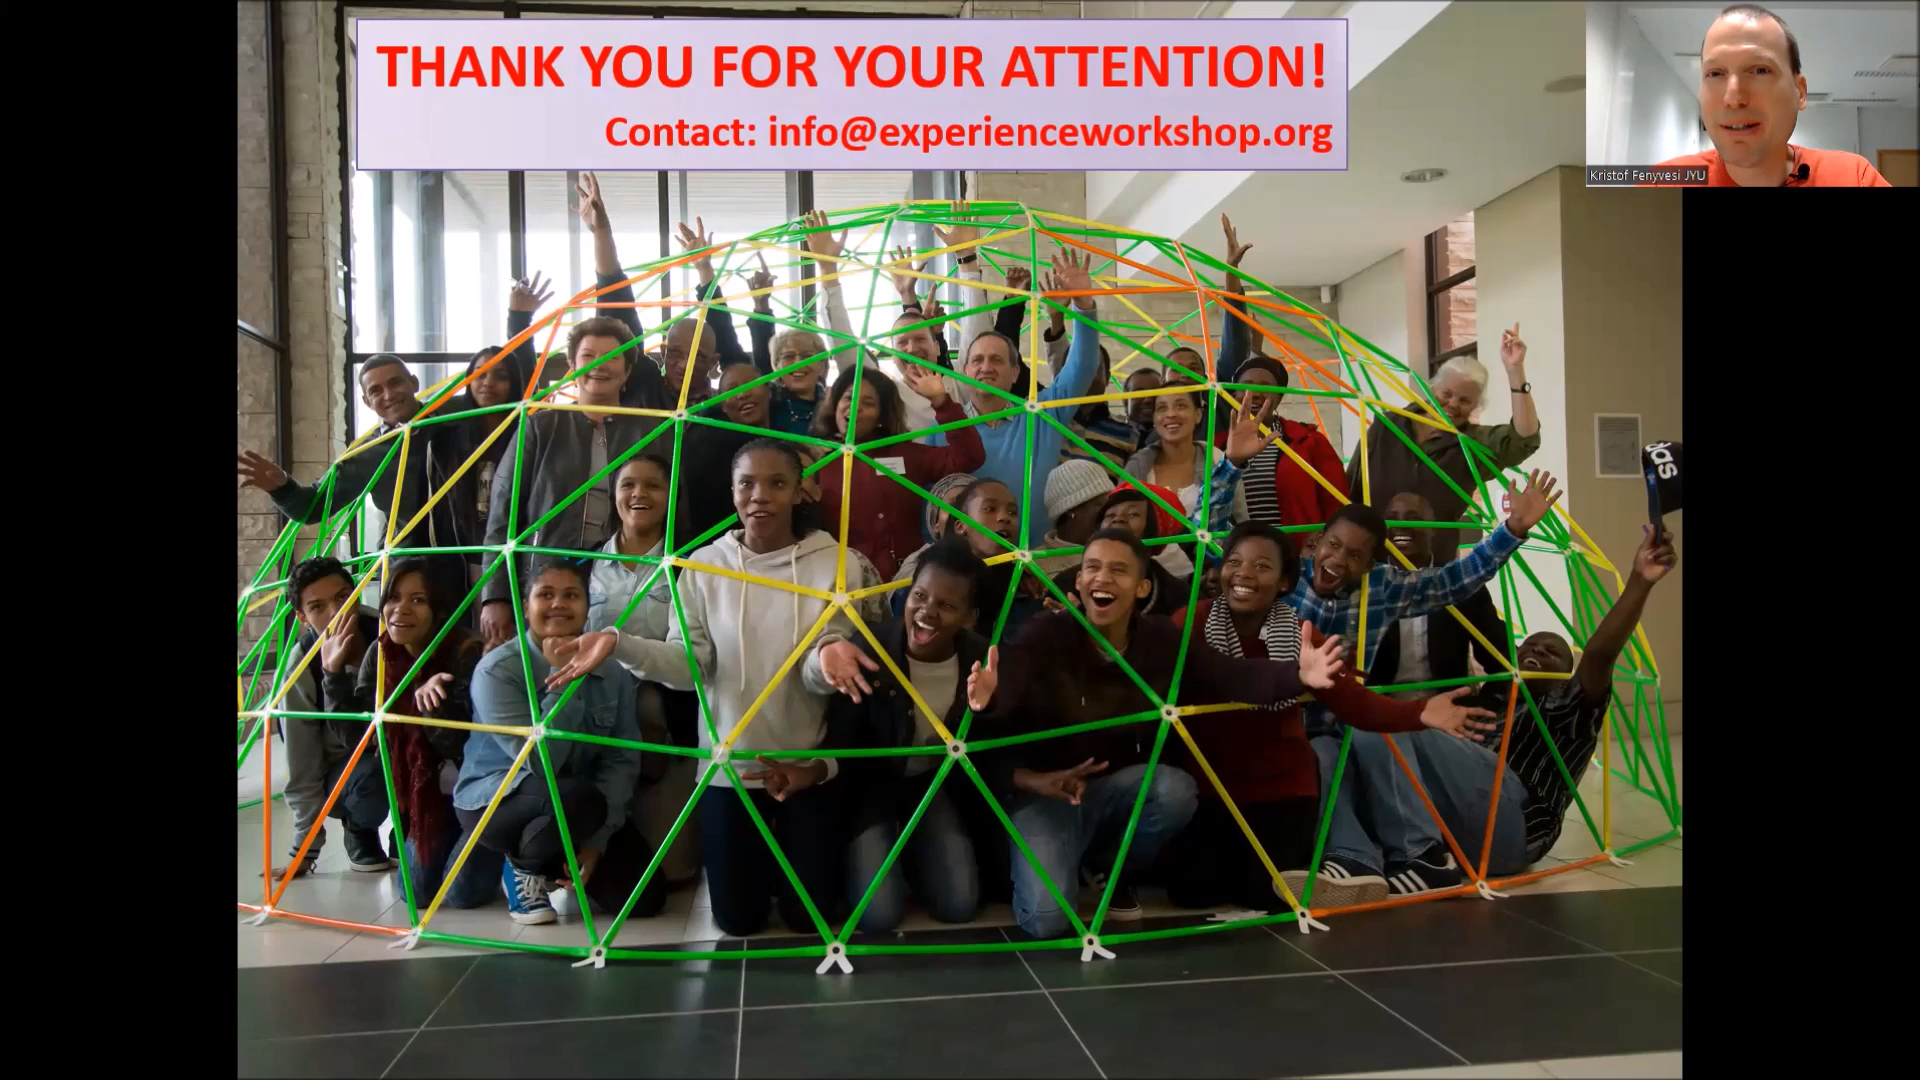 THANK YOU FOR YOUR ATTENTION!
Contact: info@experienceworkshop.org
Kristof Fenyvesi JYU